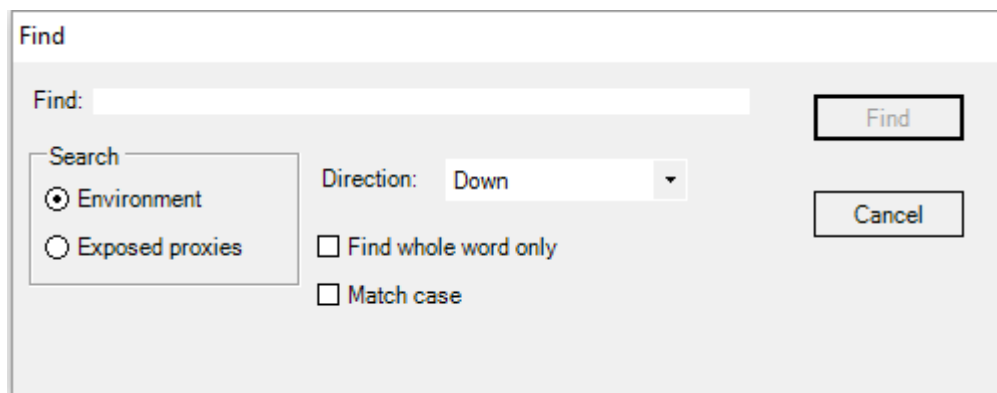 Find
Find:
Find
Search
Environment
Exposed proxies
Direction: Down
Find whole word only
Match case
Cancel